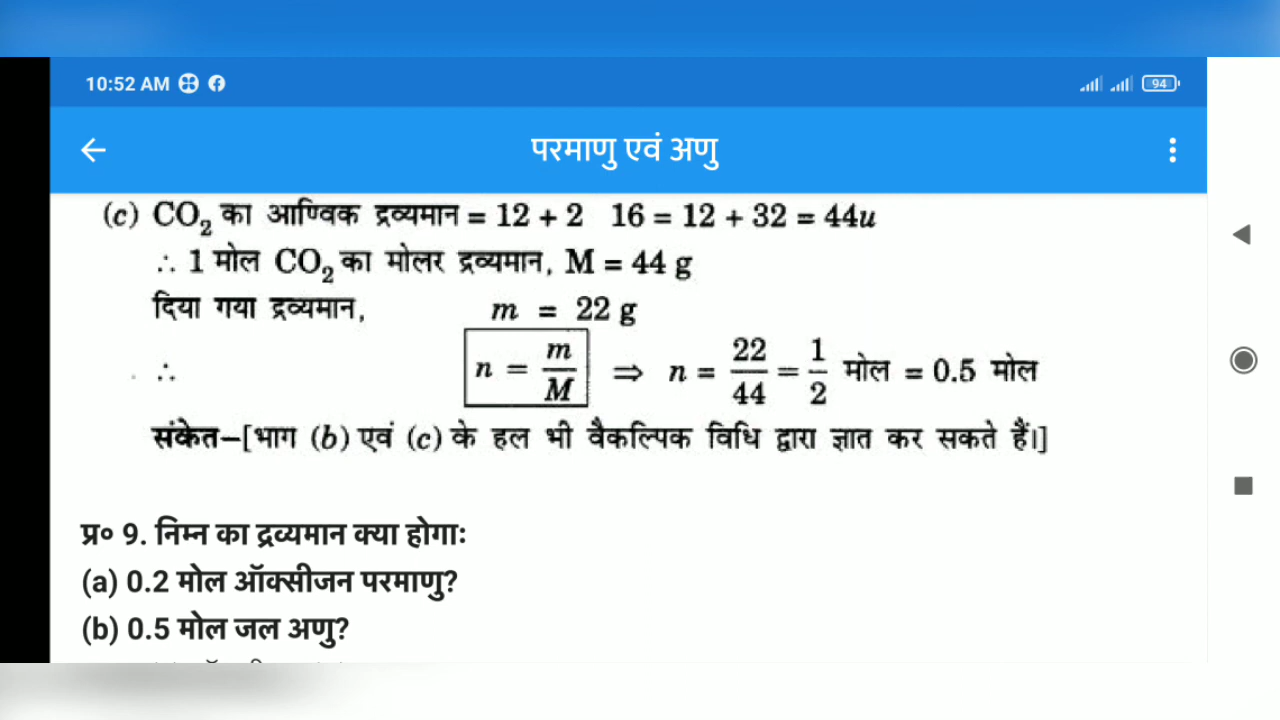 10:52 AM
94
परमाणु एवं अणु
(c) CO₂ का आण्विक द्रव्यमान = 12 + 2 16 = 12 + 32 = 44u
∴ 1 मोल CO₂ का मोलर द्रव्यमान, M = 44 g
दिया गया द्रव्यमान, m = 22 g
∴ n = m/M ⇒ n = 22/44 = 1/2 मोल = 0.5 मोल
संकेत–[भाग (b) एवं (c) के हल भी वैकल्पिक विधि द्वारा ज्ञात कर सकते हैं।]
प्र० 9. निम्न का द्रव्यमान क्या होगाः
(a) 0.2 मोल ऑक्सीजन परमाणु?
(b) 0.5 मोल जल अणु?